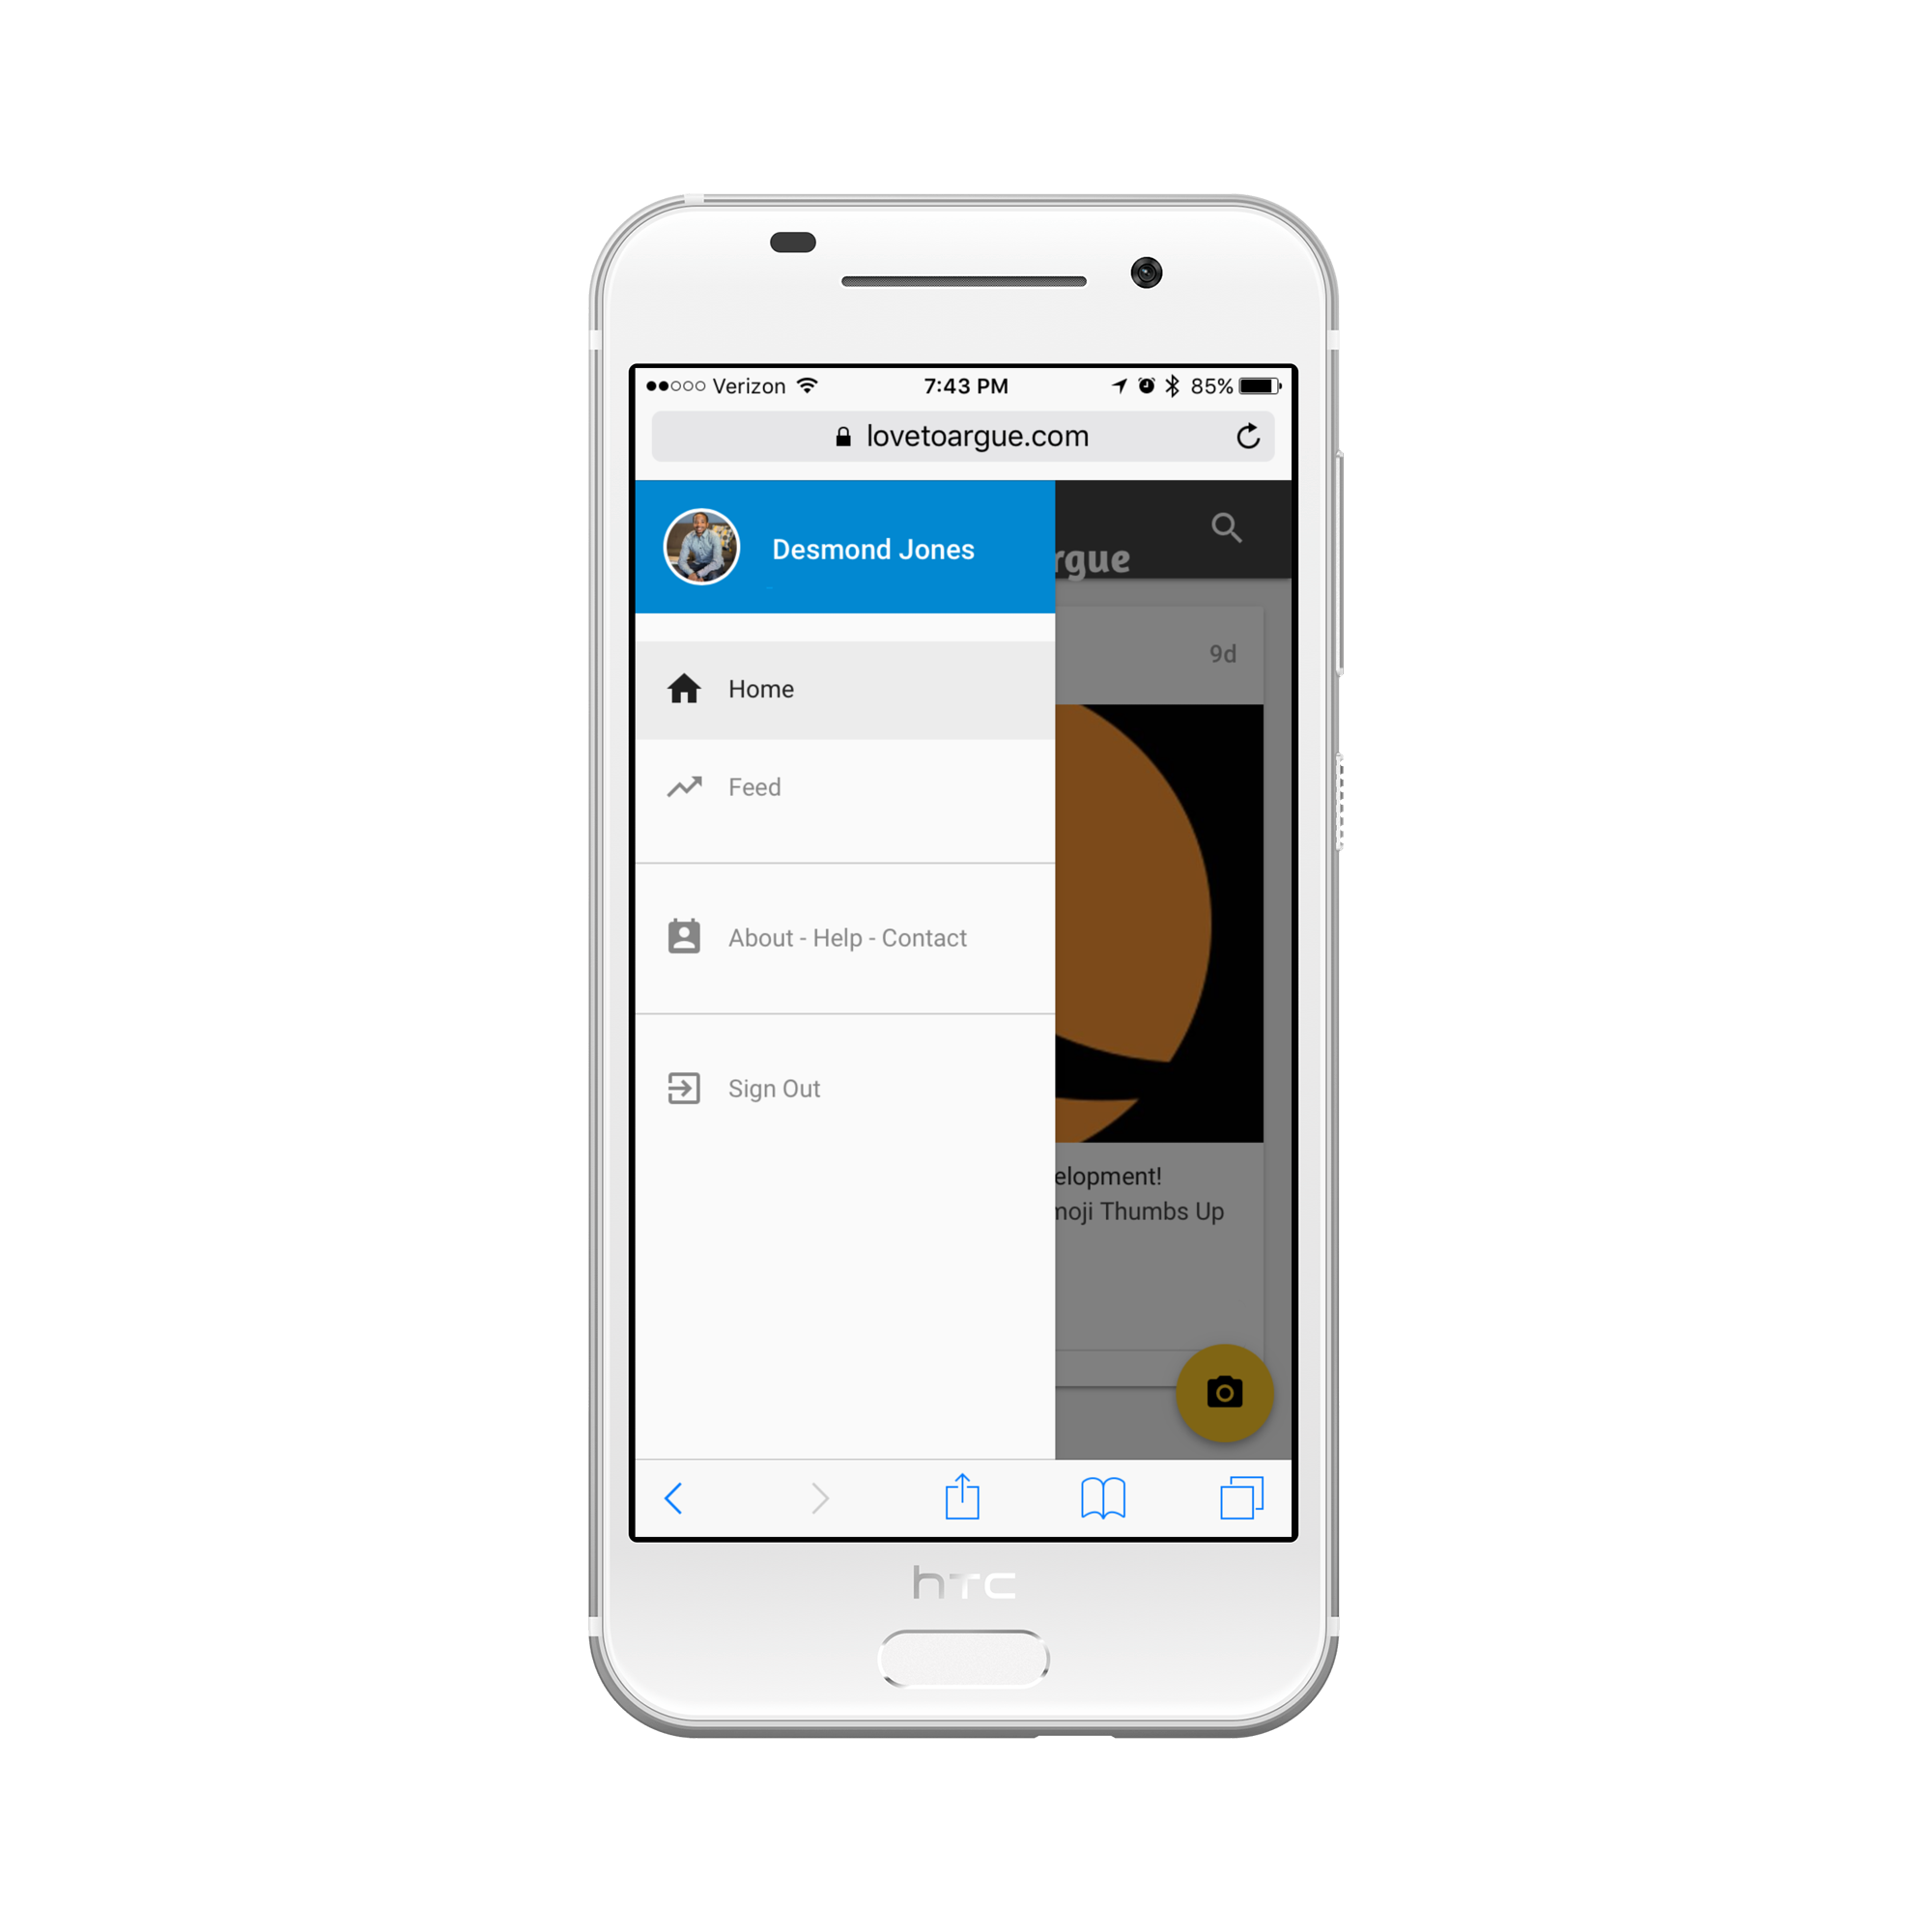 Verizon 7:43 PM 85%
lovetoargue.com
Desmond Jones
rgue
Home
9d
Feed
About - Help - Contact
Sign Out
elopment!
moji Thumbs Up
hTC